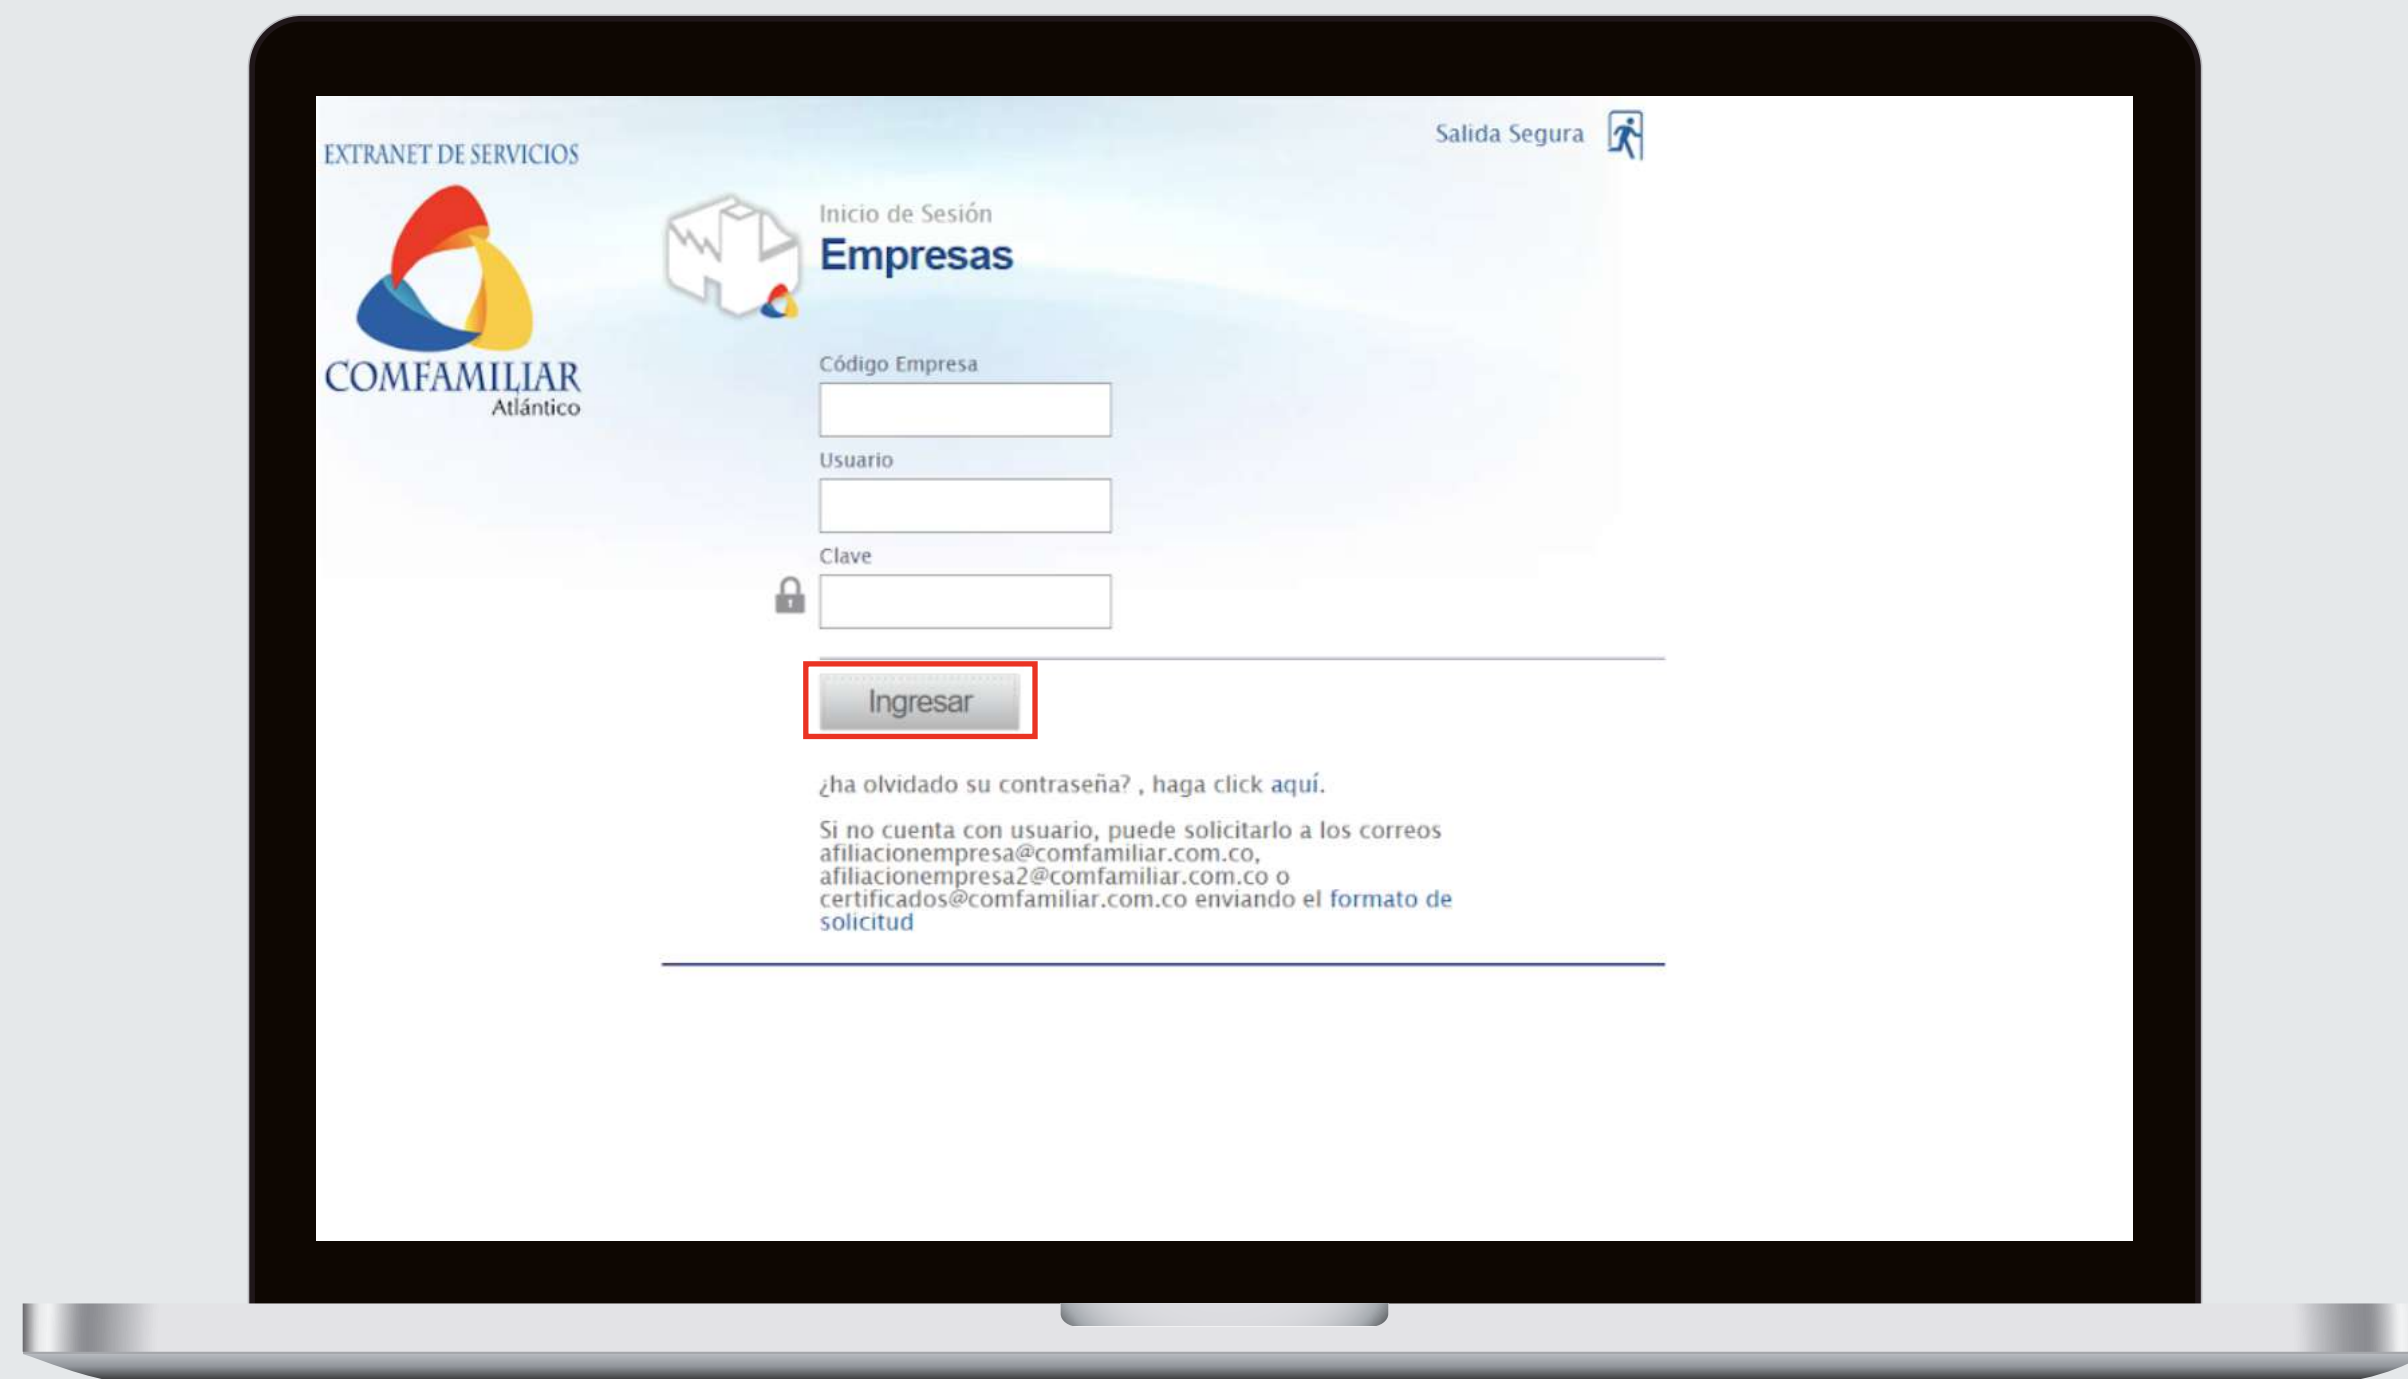 EXTRANET DE SERVICIOS
Salida Segura
COMFAMILIAR
Atlántico
Inicio de Sesión
Empresas
Código Empresa
Usuario
Clave
Ingresar
¿ha olvidado su contraseña? , haga click aquí.
Si no cuenta con usuario, puede solicitarlo a los correos
afiliacionempresa@comfamiliar.com.co,
afiliacionempresa2@comfamiliar.com.co o
certificados@comfamiliar.com.co enviando el formato de
solicitud